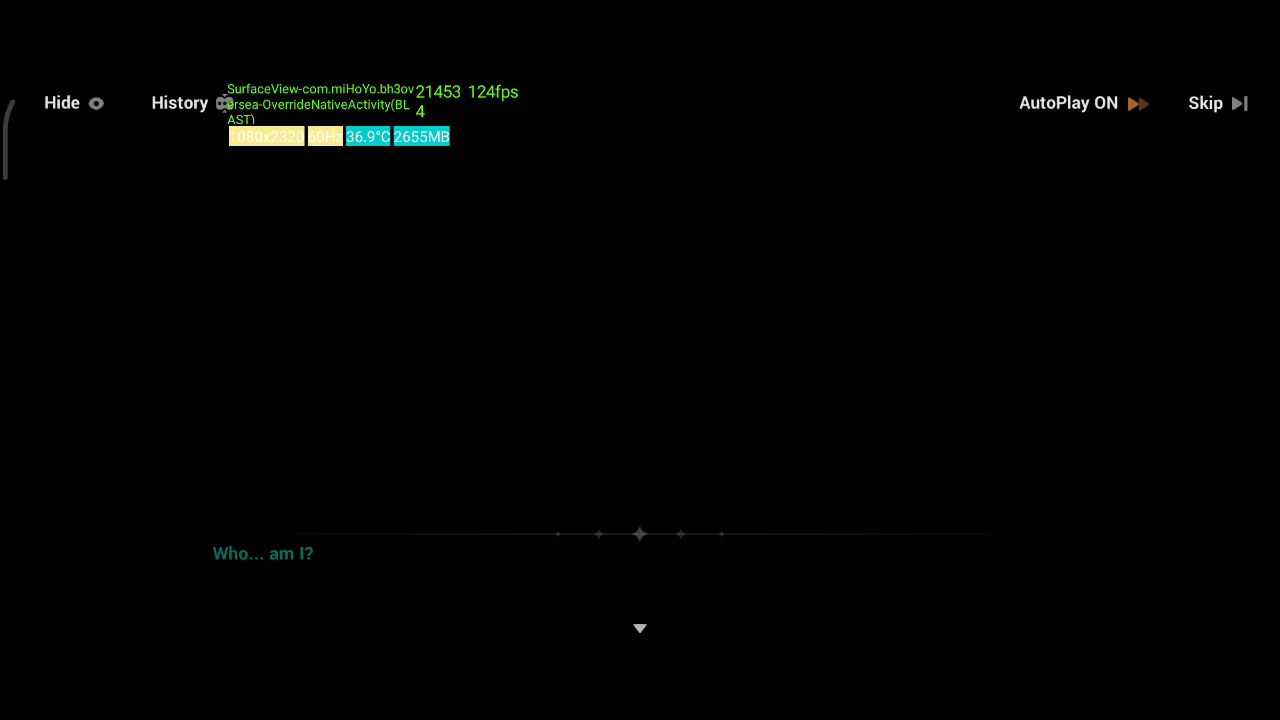 Hide
History
SurfaceView-com.miHoYo.bh3ov
ersea-OverrideNativeActivity(BL
AST)
21453 124fps
4
1080x2320 60Hz 36.9°C 2655MB
AutoPlay ON
Skip
Who... am I?